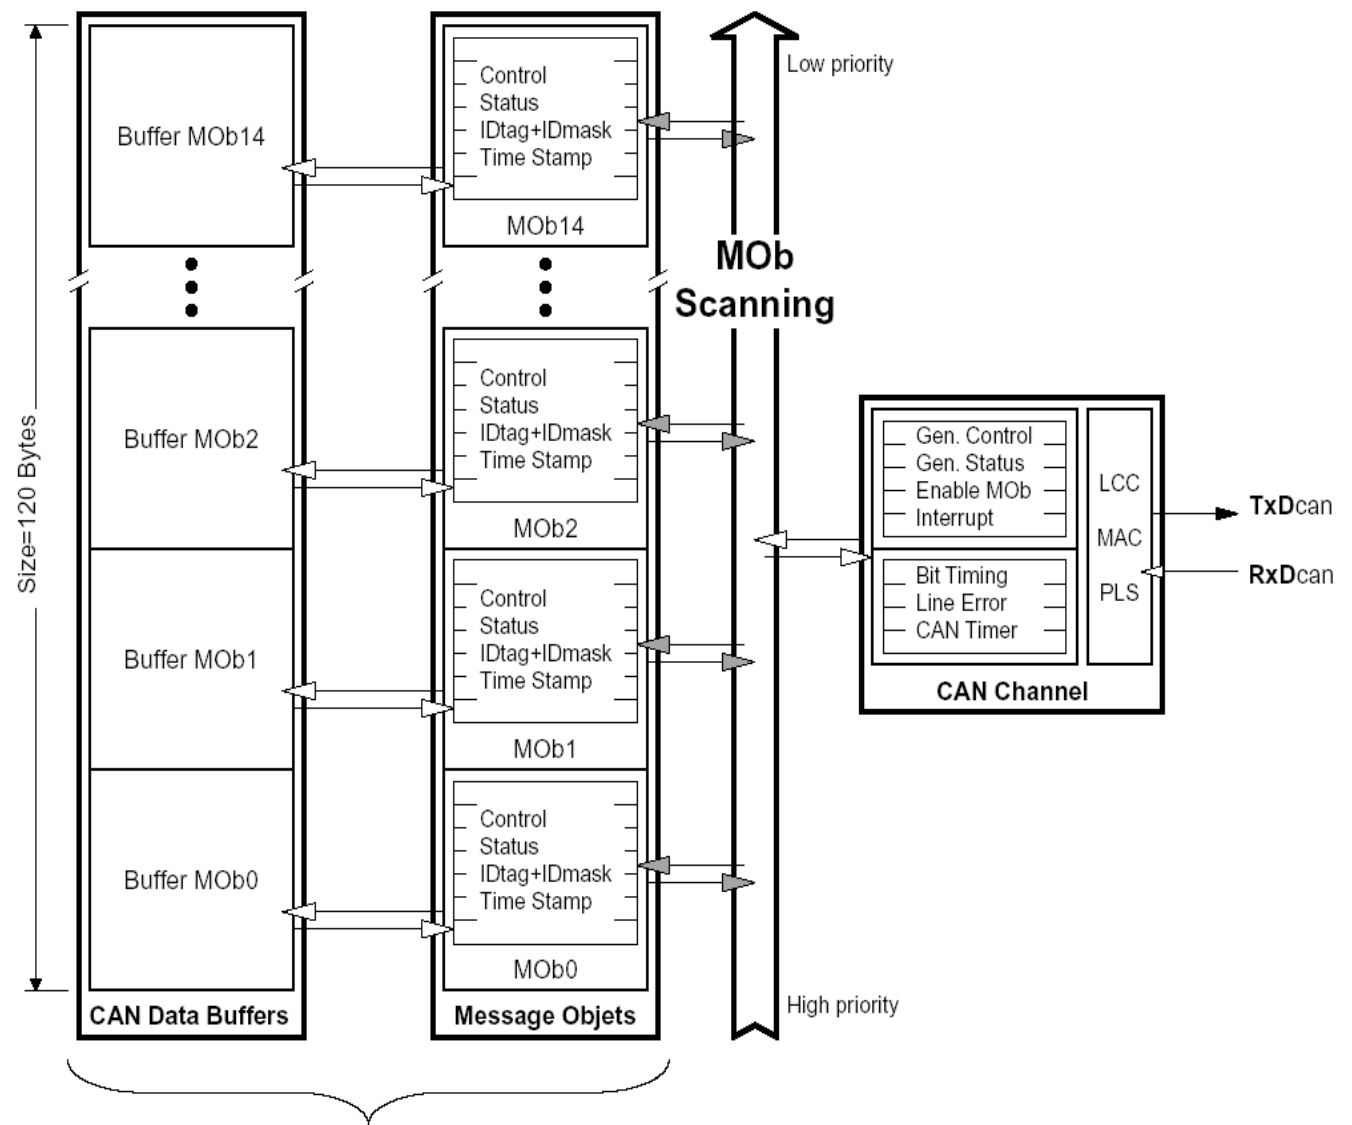 Size=120 Bytes
Buffer MOb14
Buffer MOb2
Buffer MOb1
Buffer MOb0
CAN Data Buffers
Control
Status
IDtag+IDmask
Time Stamp
MOb14
Control
Status
IDtag+IDmask
Time Stamp
MOb2
Control
Status
IDtag+IDmask
Time Stamp
MOb1
Control
Status
IDtag+IDmask
Time Stamp
MOb0
Message Objets
Low priority
MOb
Scanning
High priority
Gen. Control
Gen. Status
Enable MOb
Interrupt
Bit Timing
Line Error
CAN Timer
LCC
MAC
PLS
CAN Channel
TxDcan
RxDcan